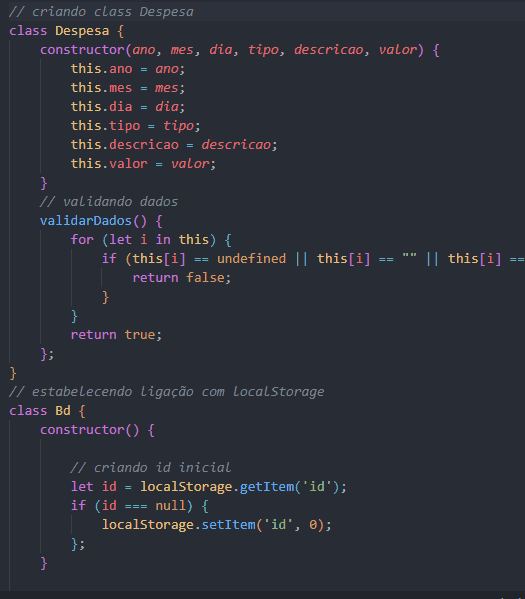 // criando class Despesa
class Despesa {
    constructor(ano, mes, dia, tipo, descricao, valor) {
        this.ano = ano;
        this.mes = mes;
        this.dia = dia;
        this.tipo = tipo;
        this.descricao = descricao;
        this.valor = valor;
    }
    // validando dados
    validarDados() {
        for (let i in this) {
            if (this[i] == undefined || this[i] == "" || this[i] ==
                return false;
            }
        }
        return true;
    };
}
// estabelecendo ligação com localStorage
class Bd {
    constructor() {
        // criando id inicial
        let id = localStorage.getItem('id');
        if (id === null) {
            localStorage.setItem('id', 0);
        };
    }